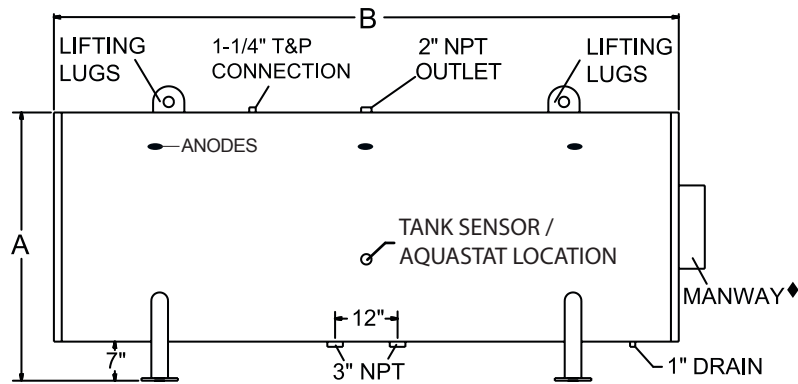 B
LIFTING
LUGS
1-1/4" T&P
CONNECTION
2" NPT
OUTLET
LIFTING
LUGS
ANODES
A
TANK SENSOR /
AQUASTAT LOCATION
MANWAY♦
12"
7"
3" NPT
1" DRAIN